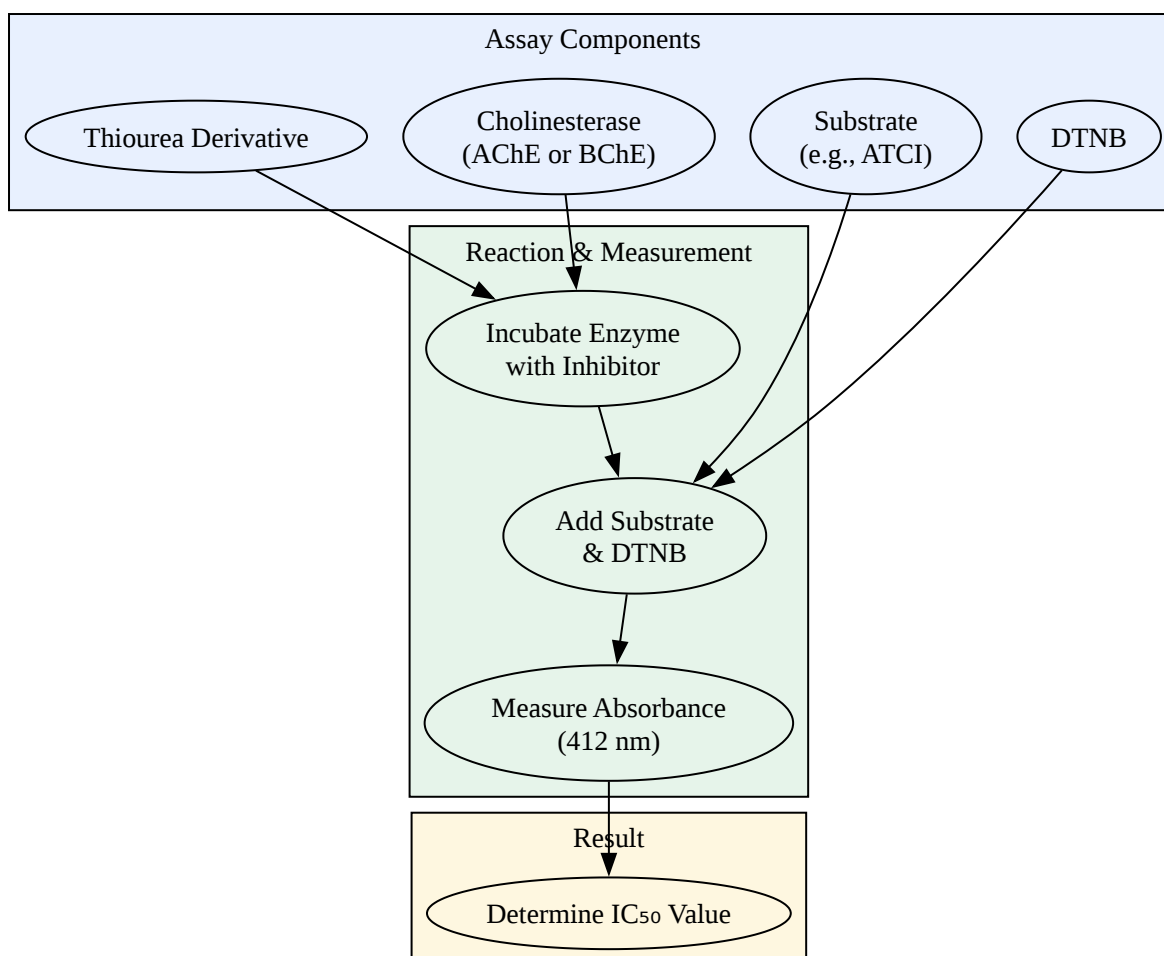 Assay Components
Thiourea Derivative
Cholinesterase
(AChE or BChE)
Substrate
(e.g., ATCI)
DTNB
Reaction & Measurement
Incubate Enzyme
with Inhibitor
Add Substrate
& DTNB
Measure Absorbance
(412 nm)
Result
Determine IC₅₀ Value